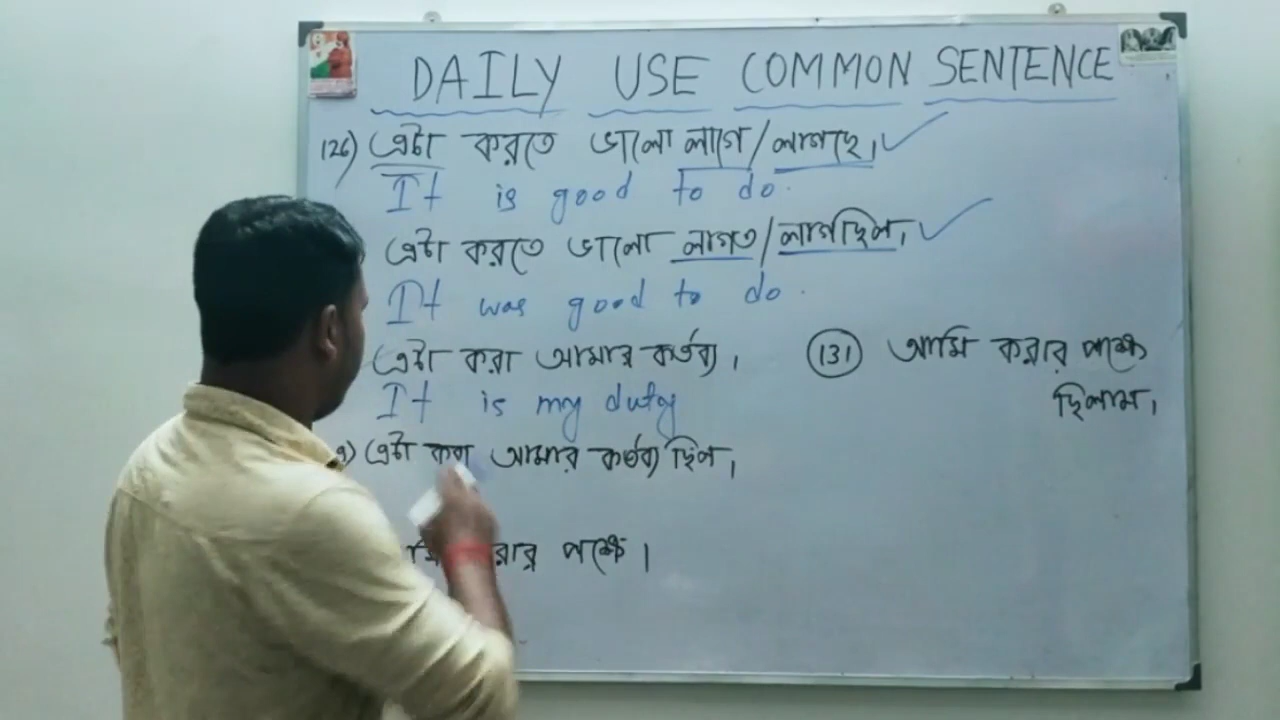 DAILY USE COMMON SENTENCE
126) এটা করতে ভালো লাগে/লাগছে।
It is good to do.
এটা করতে ভালো লাগত/লাগছিল।
It was good to do.
এটা করা আমার কর্তব্য।
It is my duty
9) এটা করা আমার কর্তব্য ছিল।
পক্ষে।
131 আমি করার পক্ষে
ছিলাম।